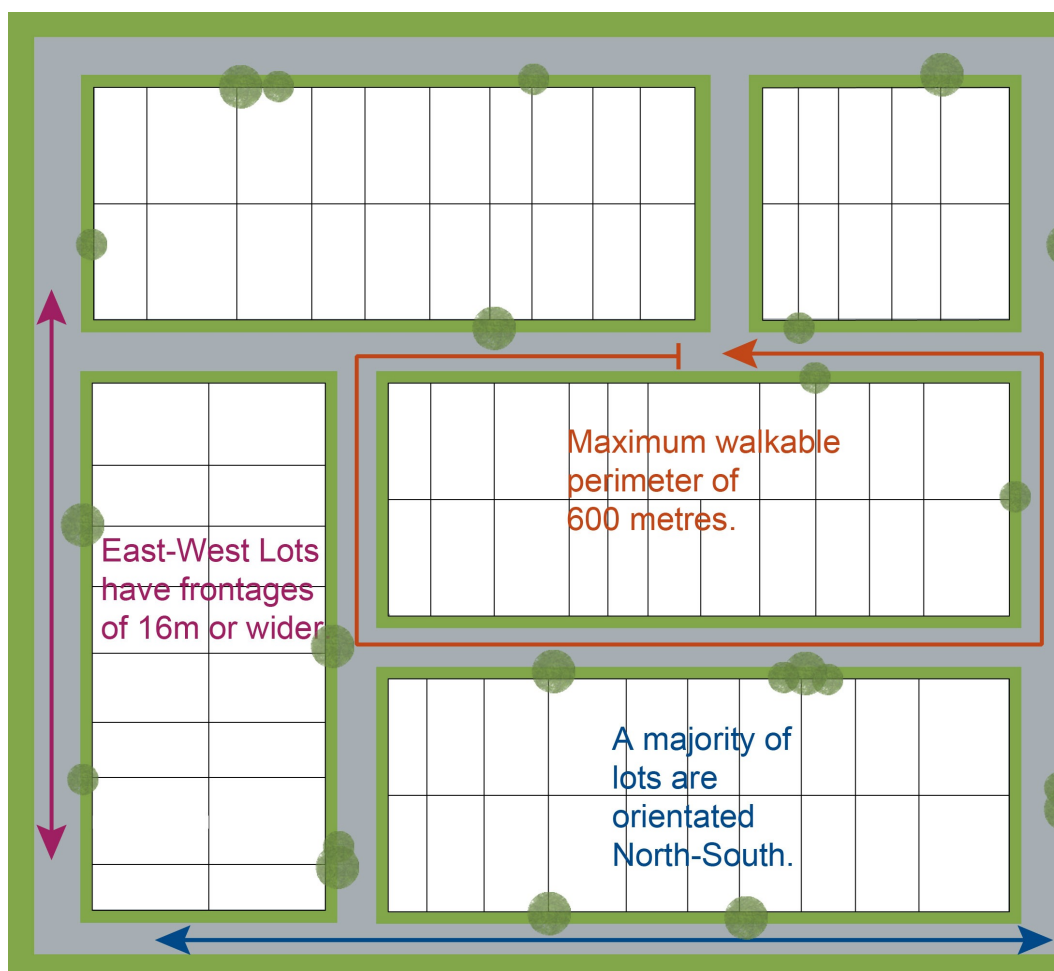 Maximum walkable
perimeter of
600 metres.
East-West Lots
have frontages
of 16m or wider
A majority of
lots are
orientated
North-South.